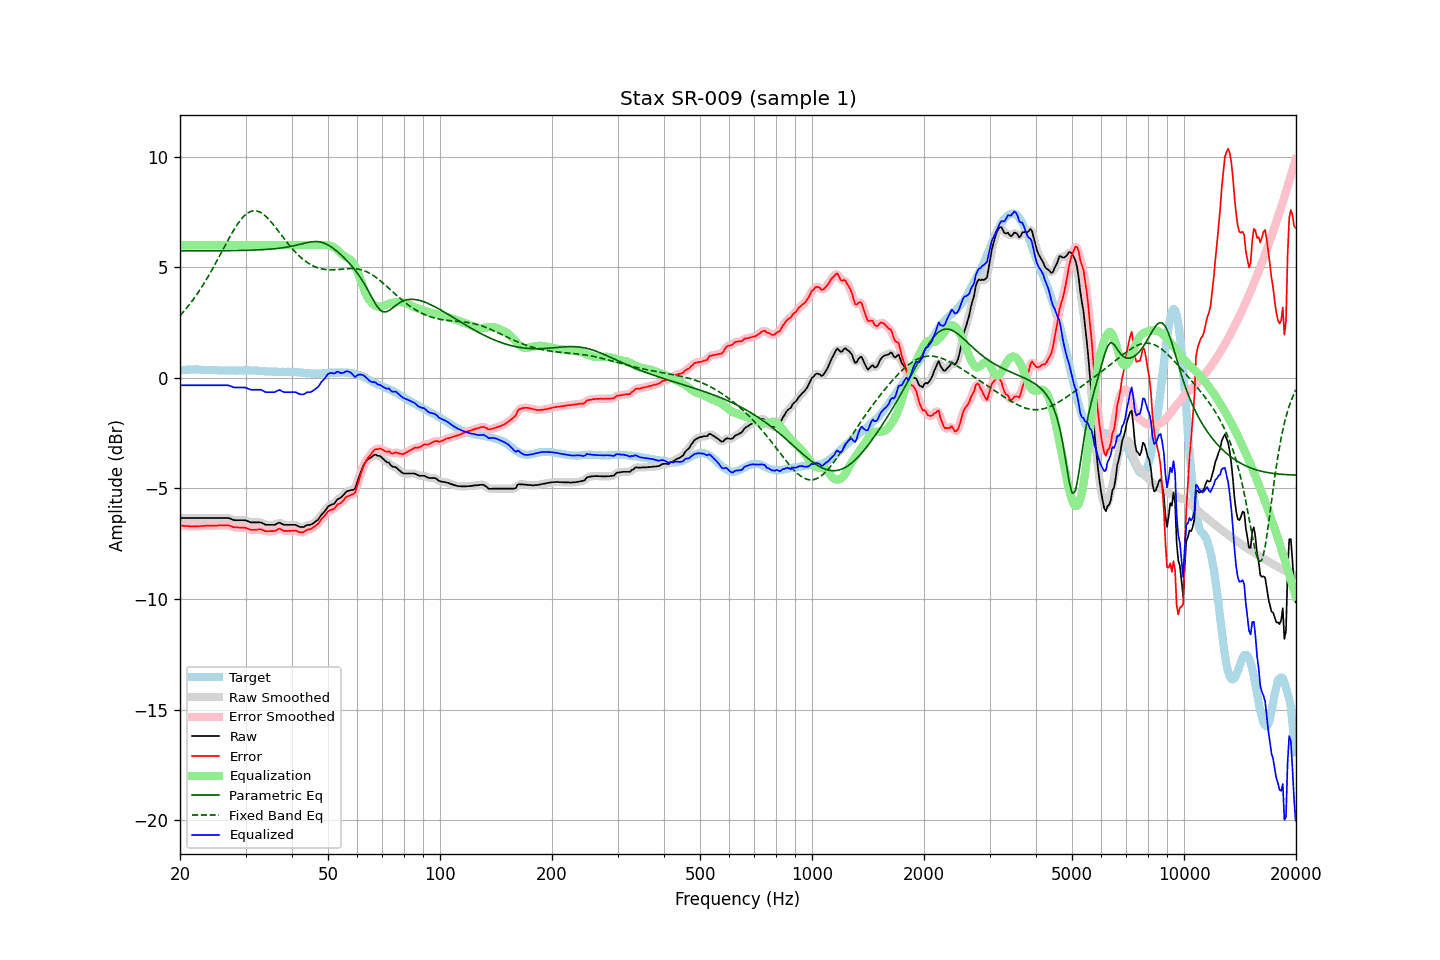 Stax SR-009 (sample 1)
Amplitude (dBr)
10
5
0
−5
−10
−15
−20
Target
Raw Smoothed
Error Smoothed
Raw
Error
Equalization
Parametric Eq
Fixed Band Eq
Equalized
20 50 100 200 500 1000 2000 5000 10000 20000
Frequency (Hz)